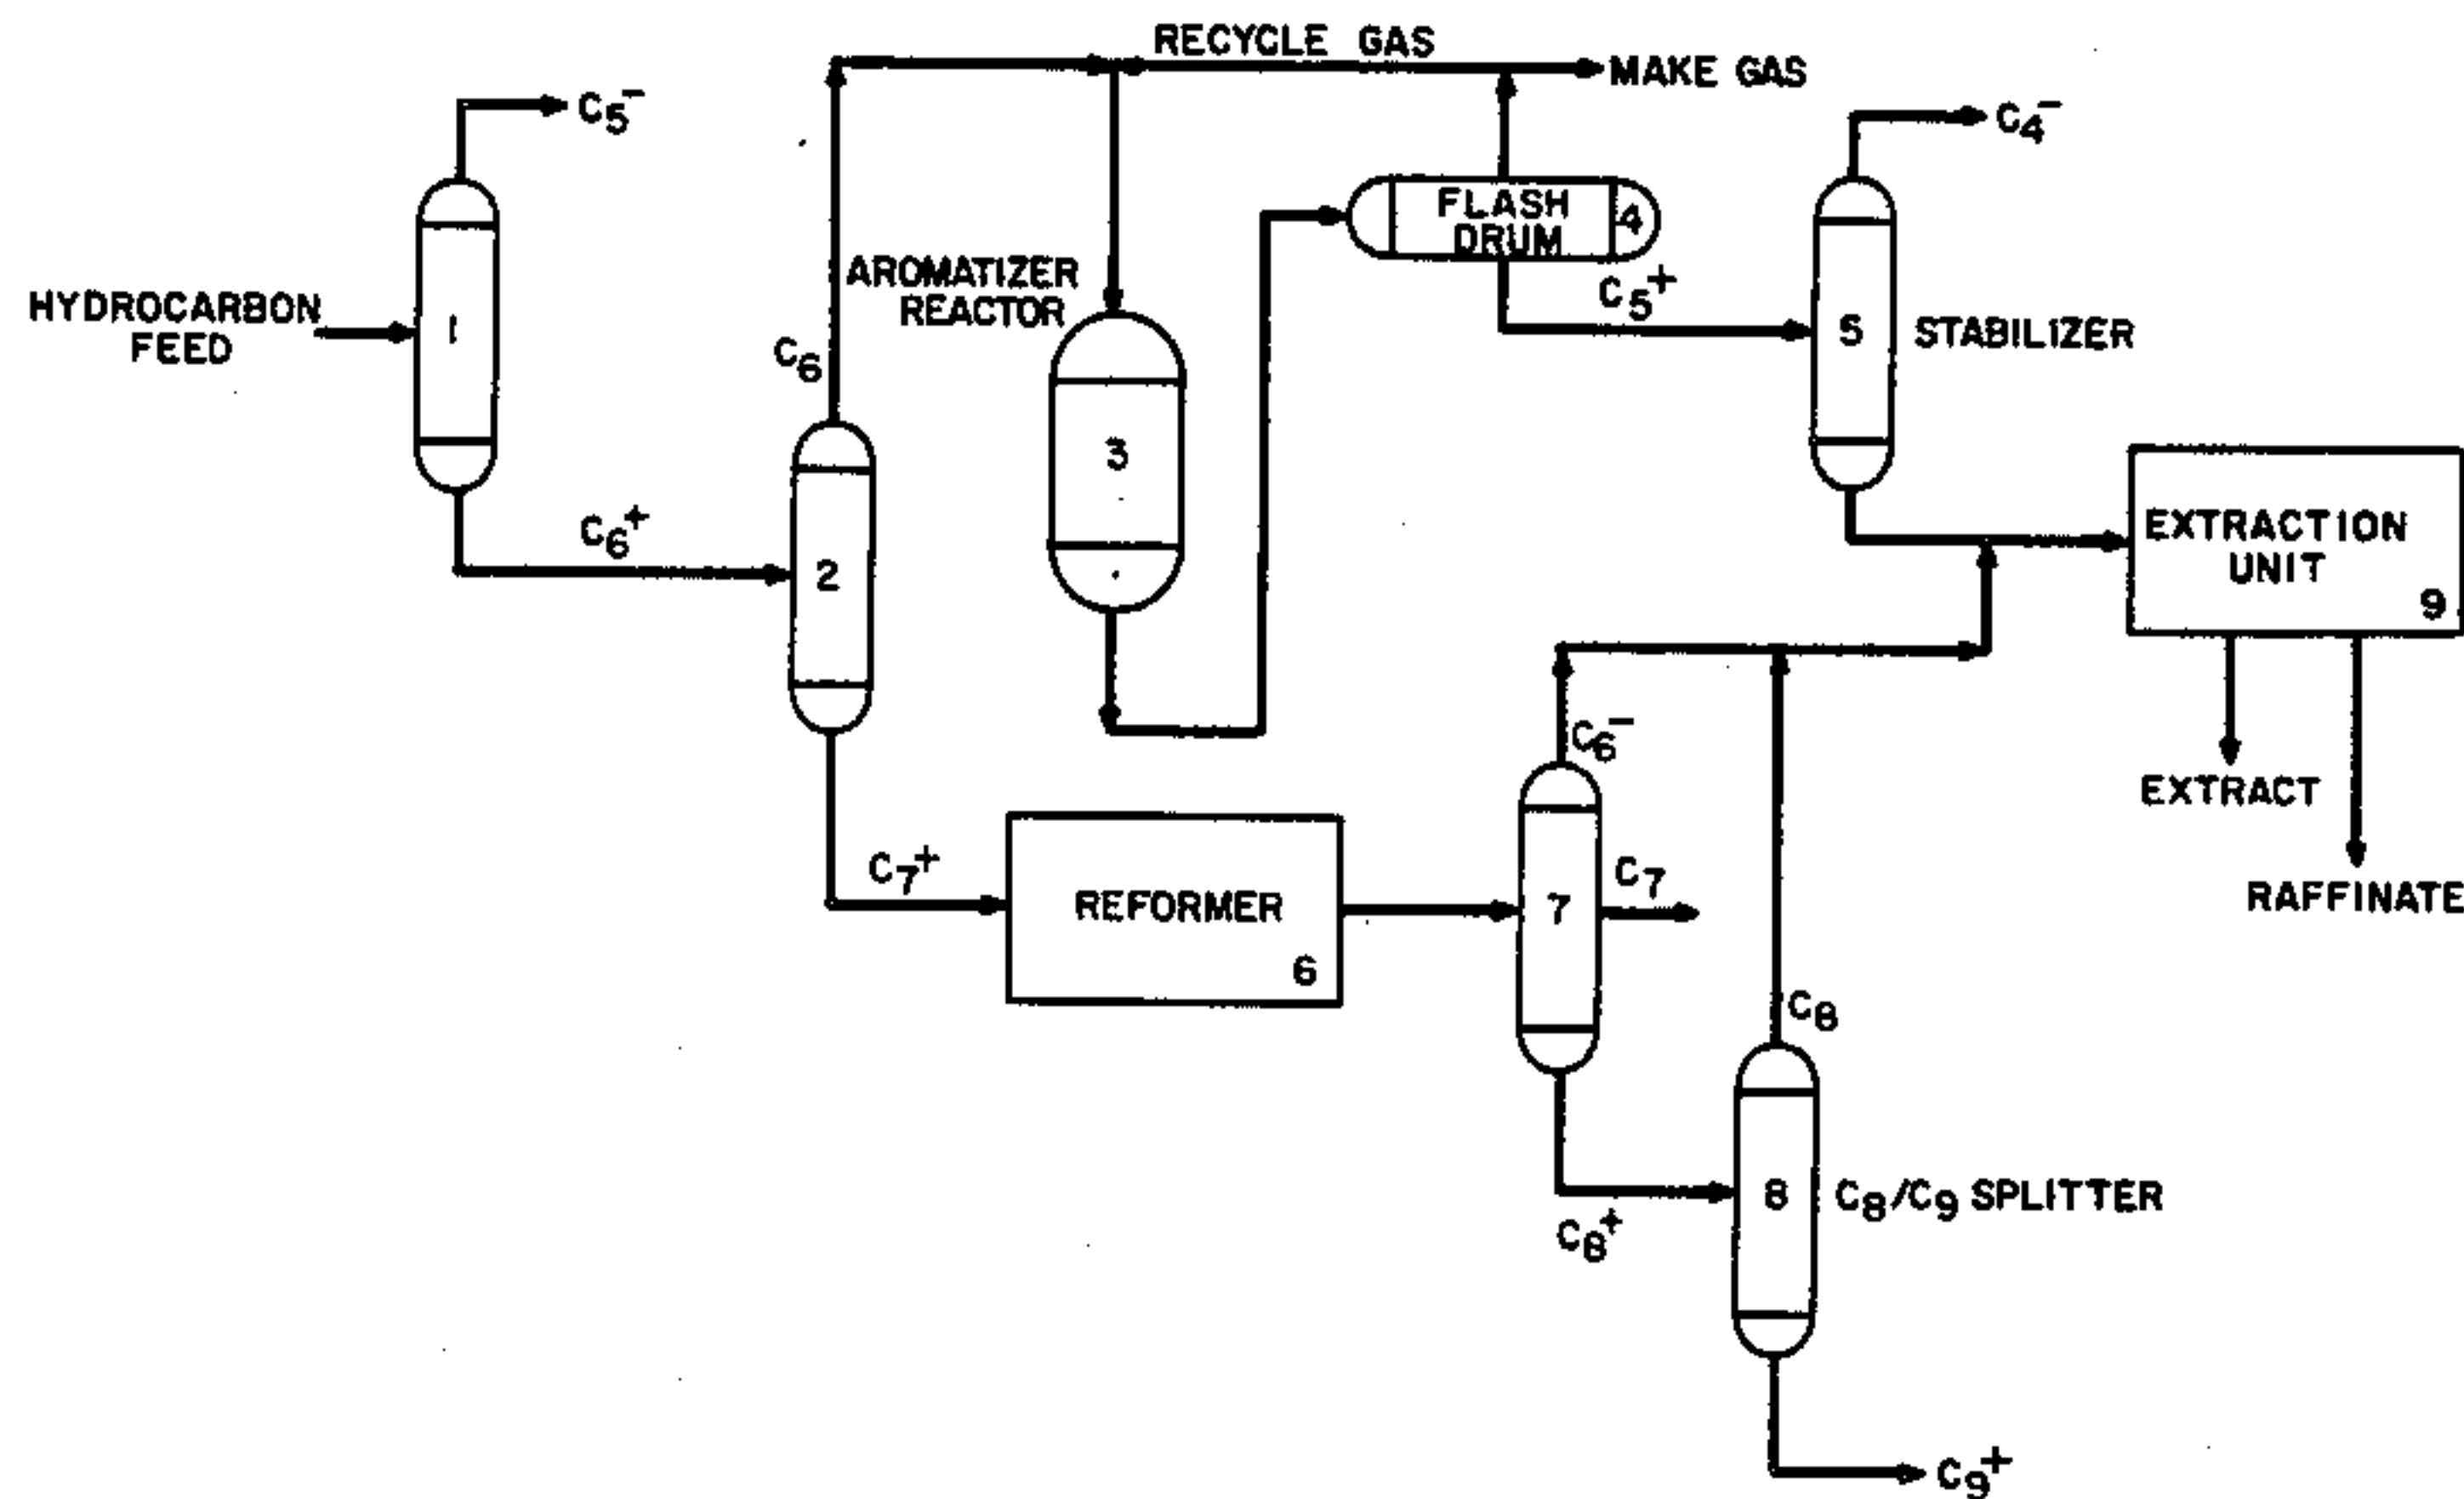 RECYCLE GAS
MAKE GAS
C5-
C4-
HYDROCARBON
FEED
1
C6
AROMATIZER
REACTOR
FLASH
DRUM
4
C5+
5
STABILIZER
3
C6+
2
EXTRACTION
UNIT
9
EXTRACT
RAFFINATE
C6-
C7+
REFORMER
6
7
C7
C8
C8+
8
C8/C9 SPLITTER
C9+